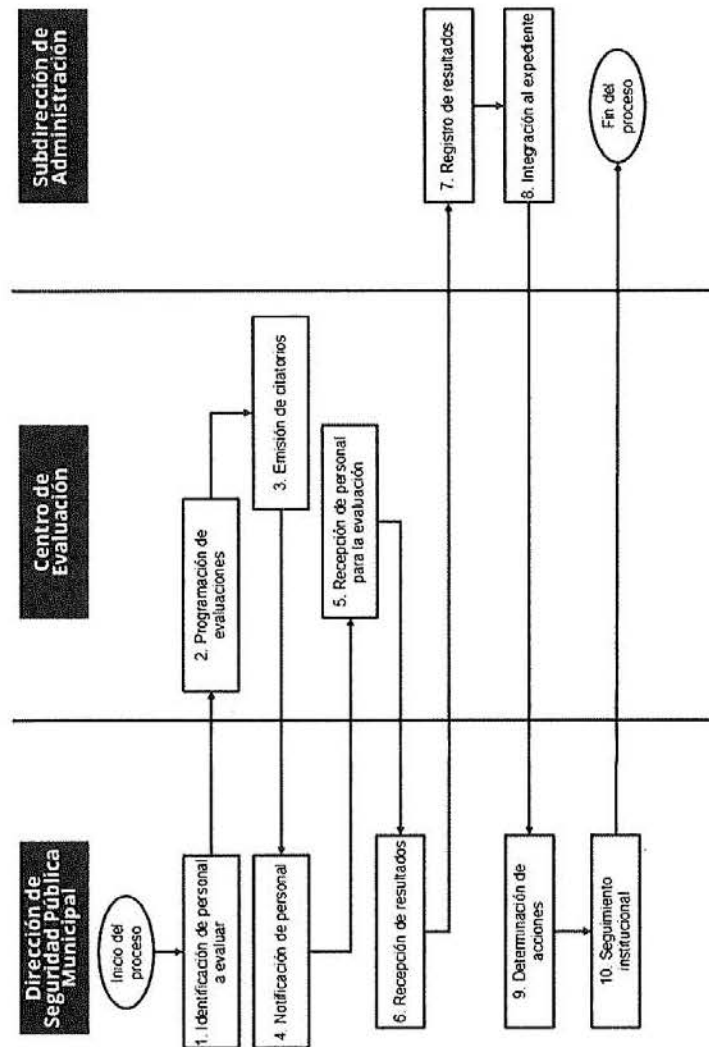 Dirección de
Seguridad Pública
Municipal
Centro de
Evaluación
Subdirección de
Administración
Inicio del
proceso
1. Identificación de personal
a evaluar
2. Programación de
evaluaciones
3. Emisión de citatorios
4. Notificación de personal
5. Recepción de personal
para la evaluación
6. Recepción de resultados
7. Registro de resultados
8. Integración al expediente
9. Determinación de
acciones
10. Seguimiento
institucional
Fin del
proceso